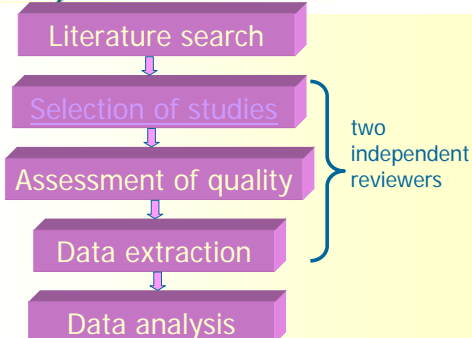 Literature search
Selection of studies
two
independent
reviewers
Assessment of quality
Data extraction
Data analysis